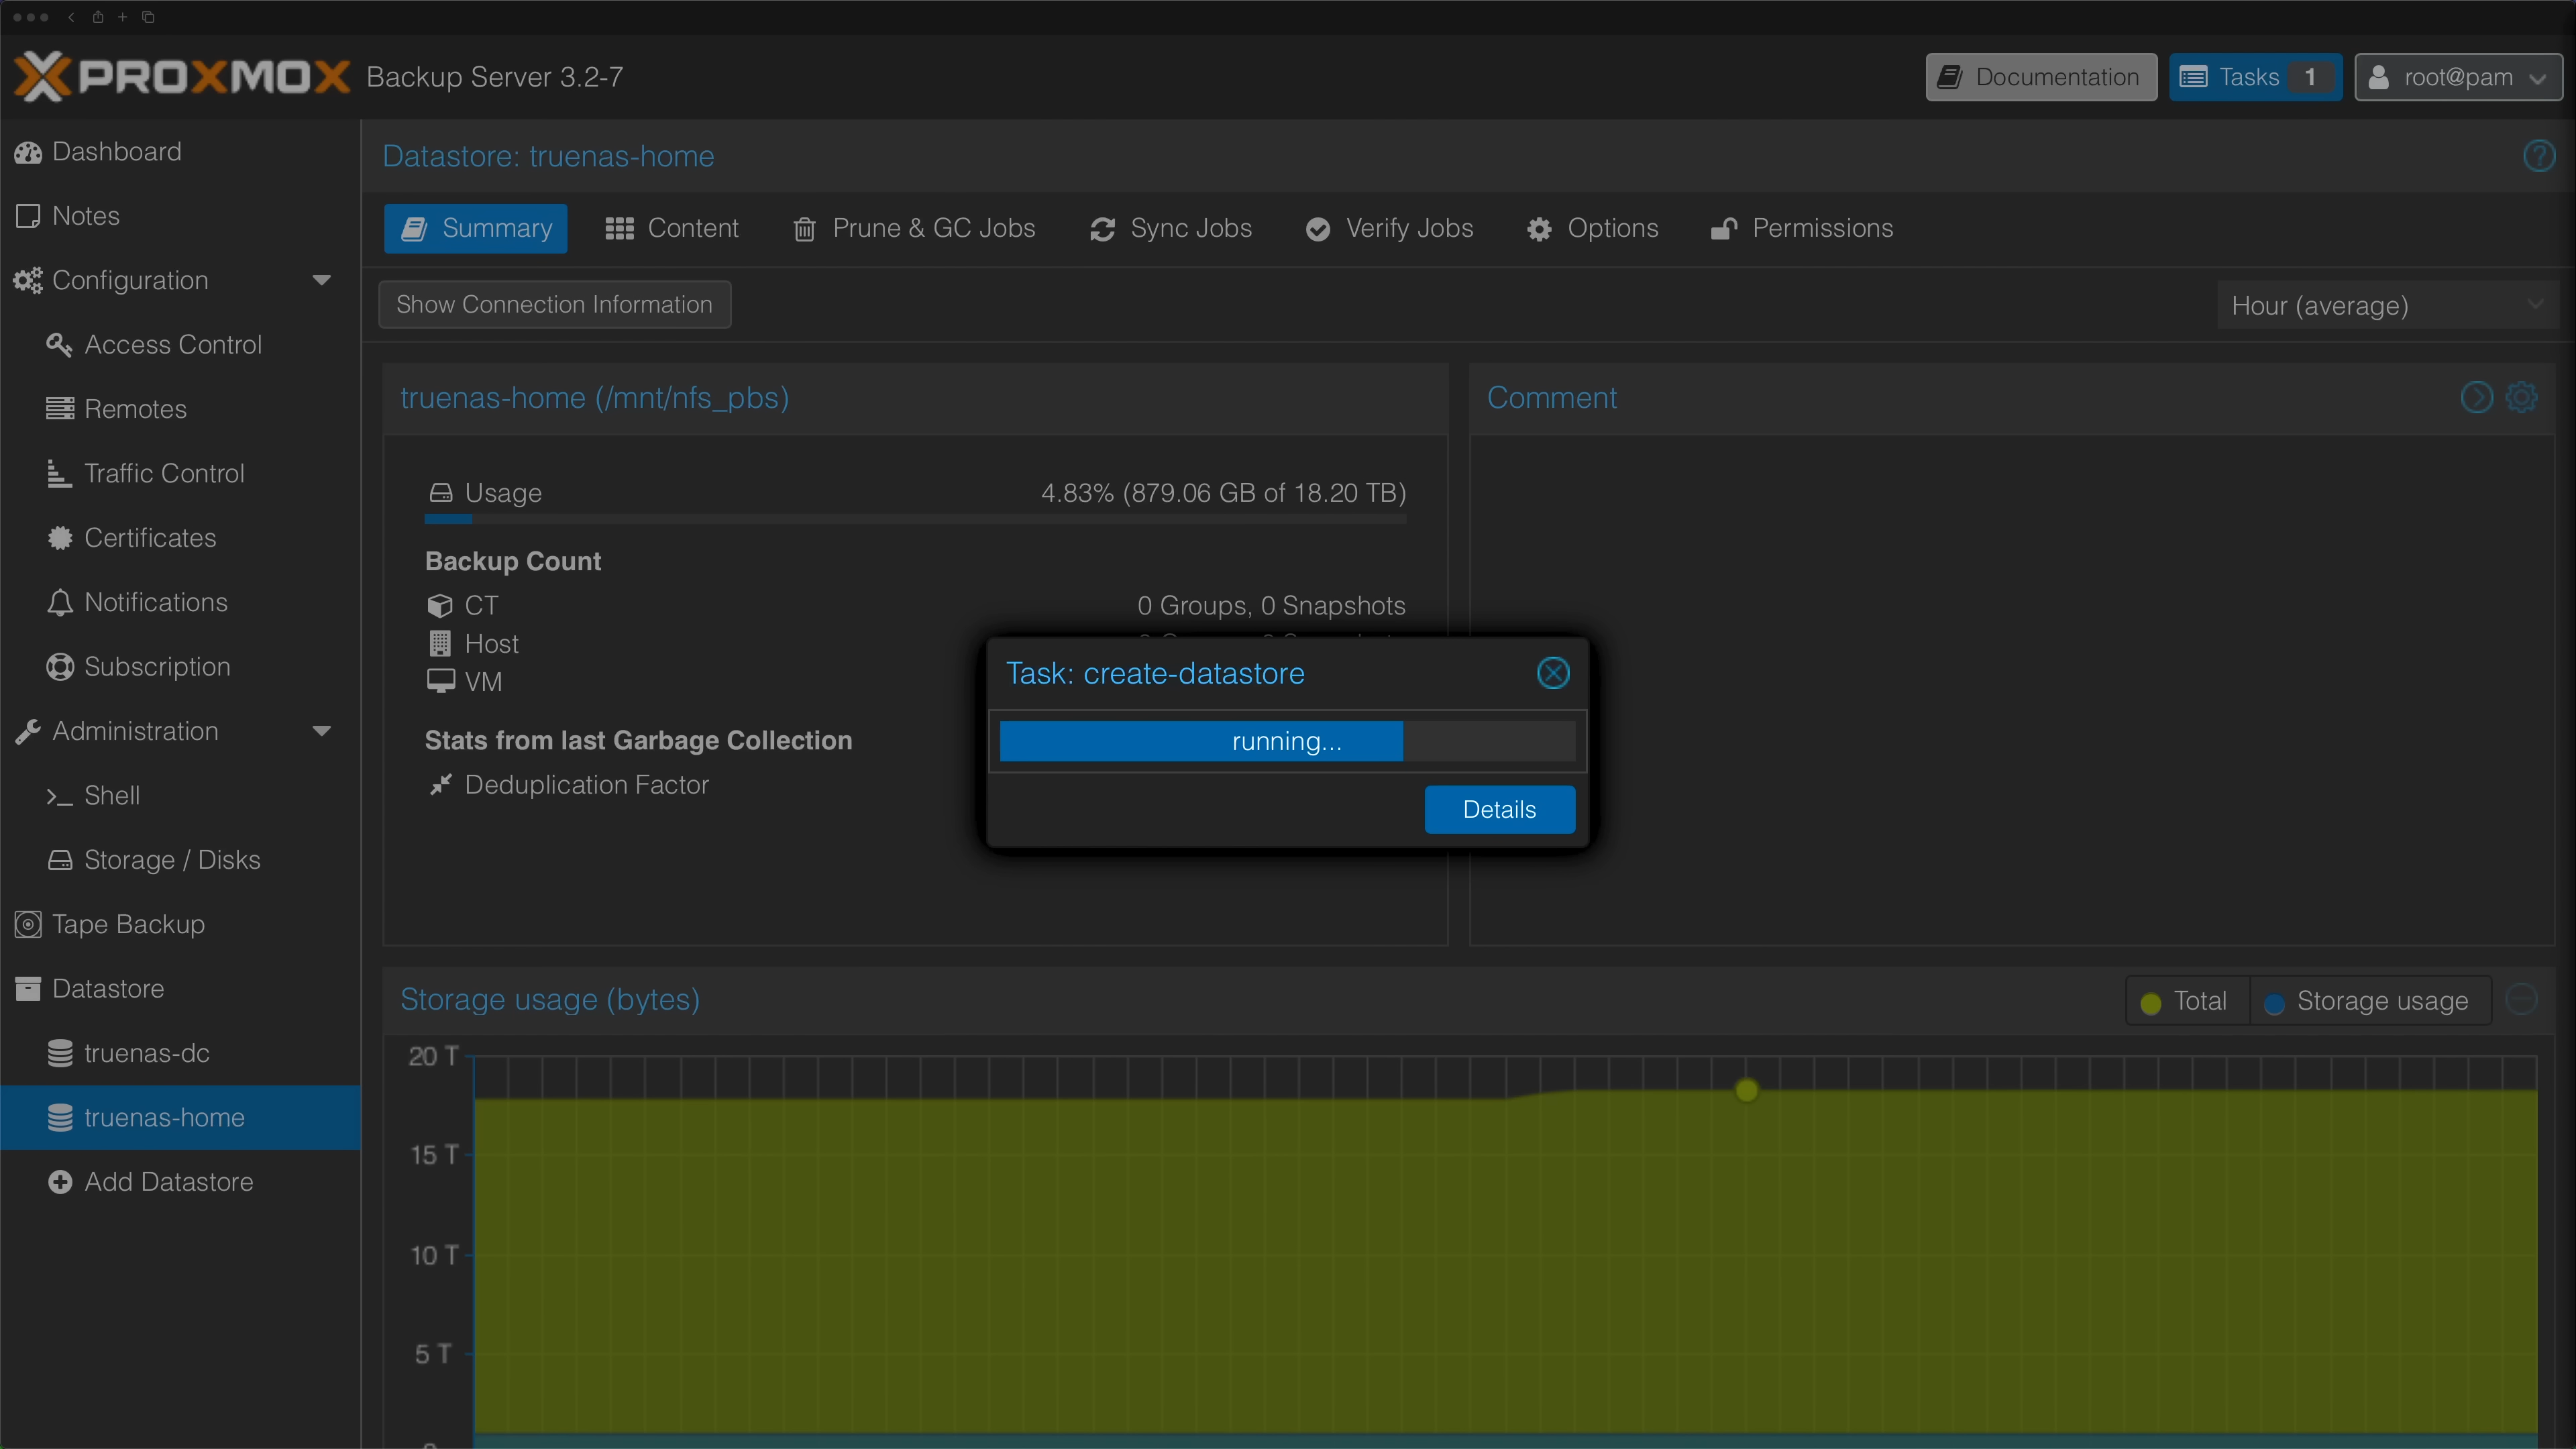 PROXMOX Backup Server 3.2-7
Documentation
Tasks 1
root@pam
Dashboard
Notes
Configuration
Access Control
Remotes
Traffic Control
Certificates
Notifications
Subscription
Administration
Shell
Storage / Disks
Tape Backup
Datastore
truenas-dc
truenas-home
Add Datastore
Datastore: truenas-home
Summary
Content
Prune & GC Jobs
Sync Jobs
Verify Jobs
Options
Permissions
Show Connection Information
Hour (average)
truenas-home (/mnt/nfs_pbs)
Usage 4.83% (879.06 GB of 18.20 TB)
Backup Count
CT 0 Groups, 0 Snapshots
Host
VM
Stats from last Garbage Collection
Deduplication Factor
Comment
Task: create-datastore
running...
Details
Storage usage (bytes)
Total
Storage usage
20 T
15 T
10 T
5 T